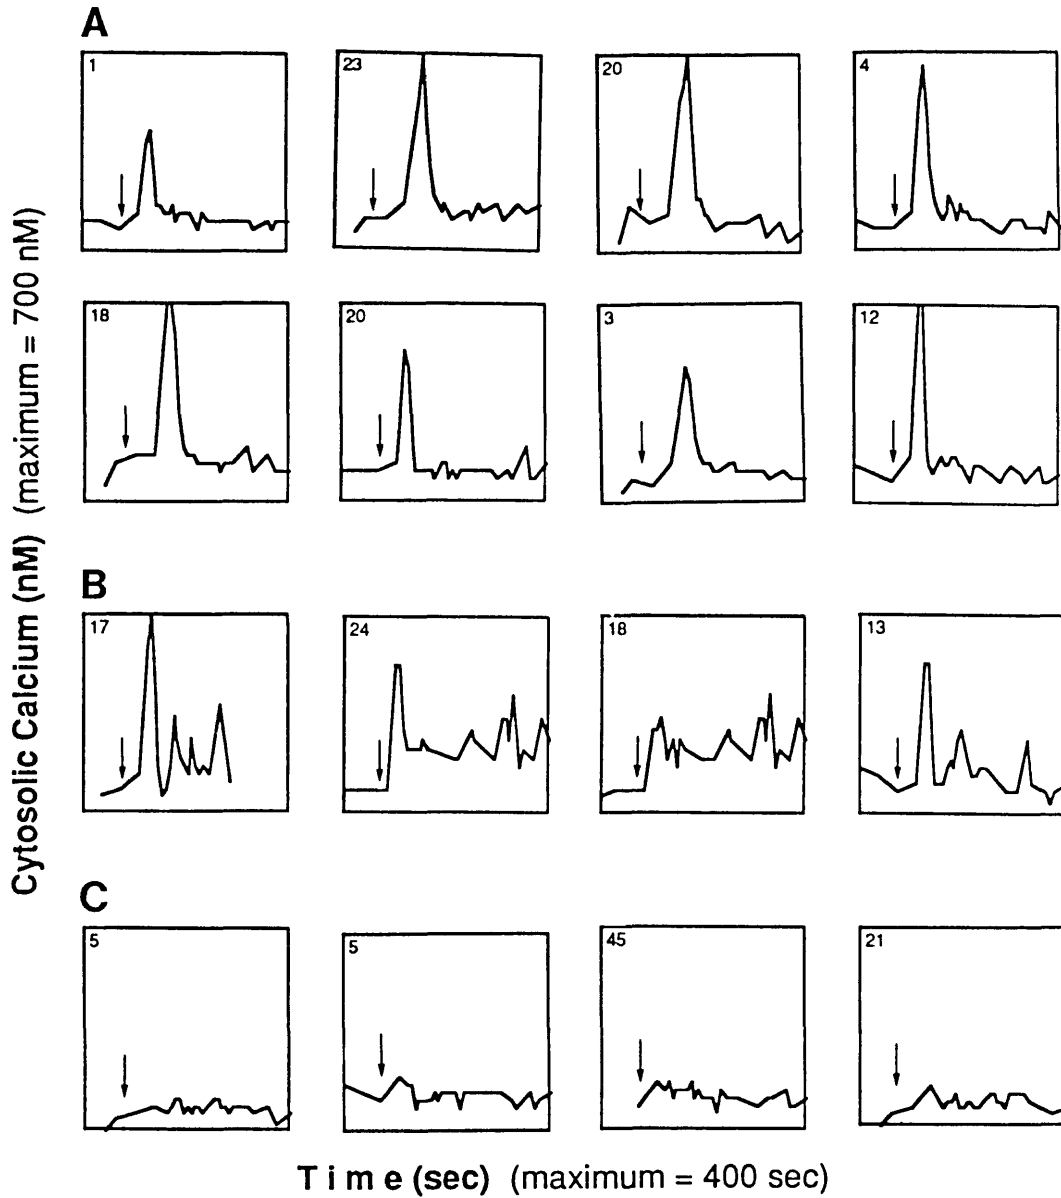 A
1 23 20 4
18 20 3 12
B
17 24 18 13
C
5 5 45 21
Cytosolic Calcium (nM) (maximum = 700 nM)
Time (sec) (maximum = 400 sec)